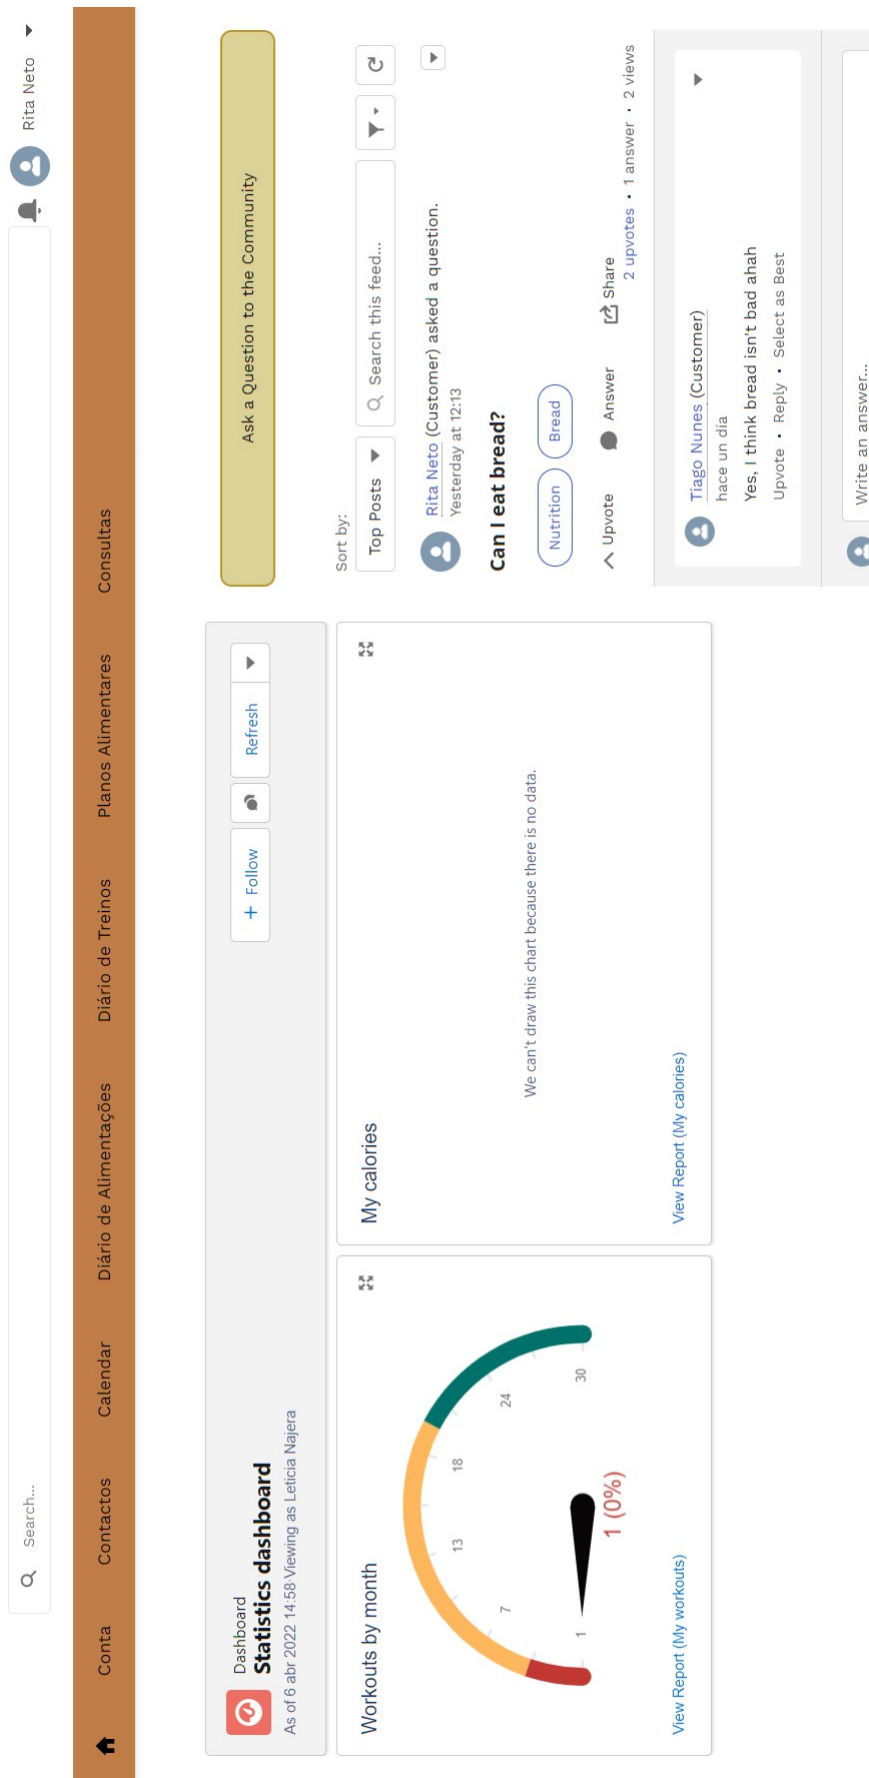 Search...
Rita Neto
Conta
Contactos
Calendar
Diário de Alimentações
Diário de Treinos
Planos Alimentares
Consultas
Dashboard
Statistics dashboard
As of 6 abr 2022 14:58·Viewing as Leticia Najera
+ Follow
Refresh
Workouts by month
1
7
13
18
24
30
1 (0%)
View Report (My workouts)
My calories
We can't draw this chart because there is no data.
View Report (My calories)
Ask a Question to the Community
Sort by:
Top Posts
Search this feed...
Rita Neto (Customer) asked a question.
Yesterday at 12:13
Can I eat bread?
Nutrition
Bread
Upvote
Answer
Share
2 upvotes · 1 answer · 2 views
Tiago Nunes (Customer)
hace un día
Yes, I think bread isn't bad ahah
Upvote · Reply · Select as Best
Write an answer...